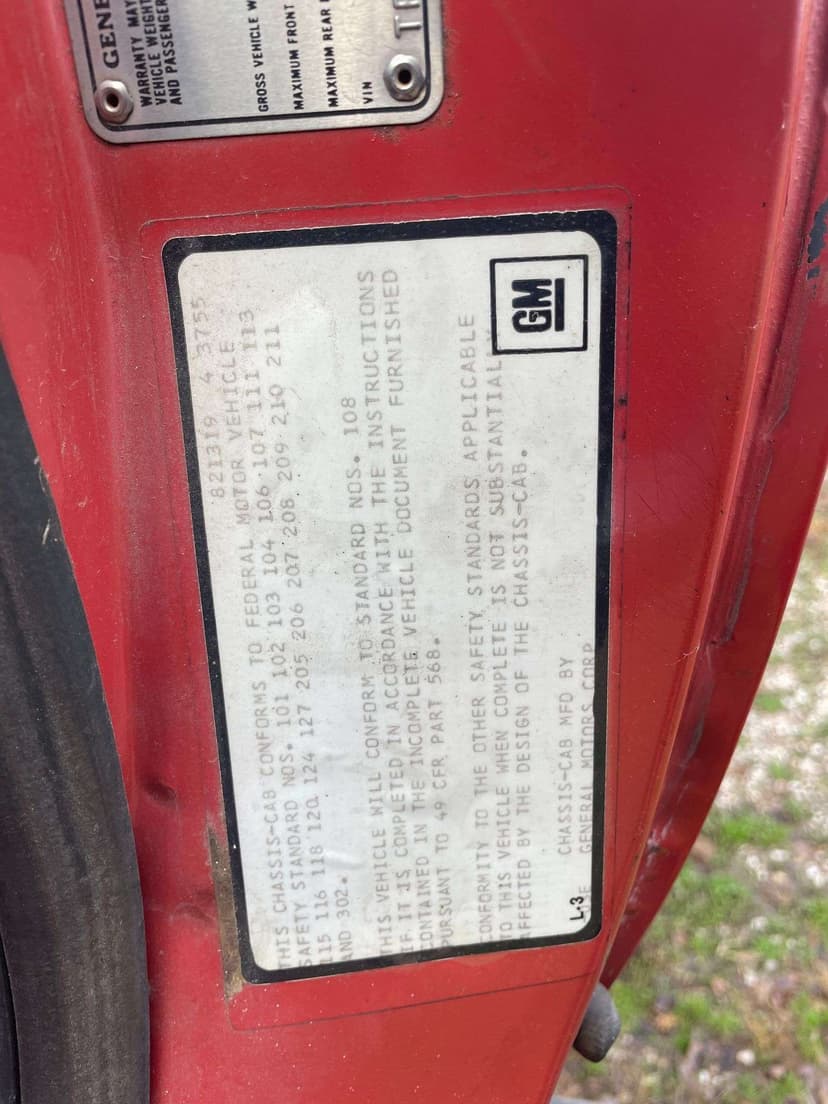 GENE
WARRANTY MAY
VEHICLE WEIGHT
AND PASSENGER
GROSS VEHICLE W
MAXIMUM FRONT
MAXIMUM REAR
VIN
821319 4 3755
THIS CHASSIS-CAB CONFORMS TO FEDERAL MOTOR VEHICLE
SAFETY STANDARD NOS. 101 102 103 104 106 107 111 113
115 116 118 120 124 127 205 206 207 208 209 210 211
AND 302.
THIS VEHICLE WILL CONFORM TO STANDARD NOS. 108
IF IT IS COMPLETED IN ACCORDANCE WITH THE INSTRUCTIONS
CONTAINED IN THE INCOMPLETE VEHICLE DOCUMENT FURNISHED
PURSUANT TO 49 CFR PART 568.
CONFORMITY TO THE OTHER SAFETY STANDARDS APPLICABLE
TO THIS VEHICLE WHEN COMPLETE IS NOT SUBSTANTIALLY
AFFECTED BY THE DESIGN OF THE CHASSIS-CAB.
GM
CHASSIS-CAB MFD BY
GENERAL MOTORS CORP
L-3